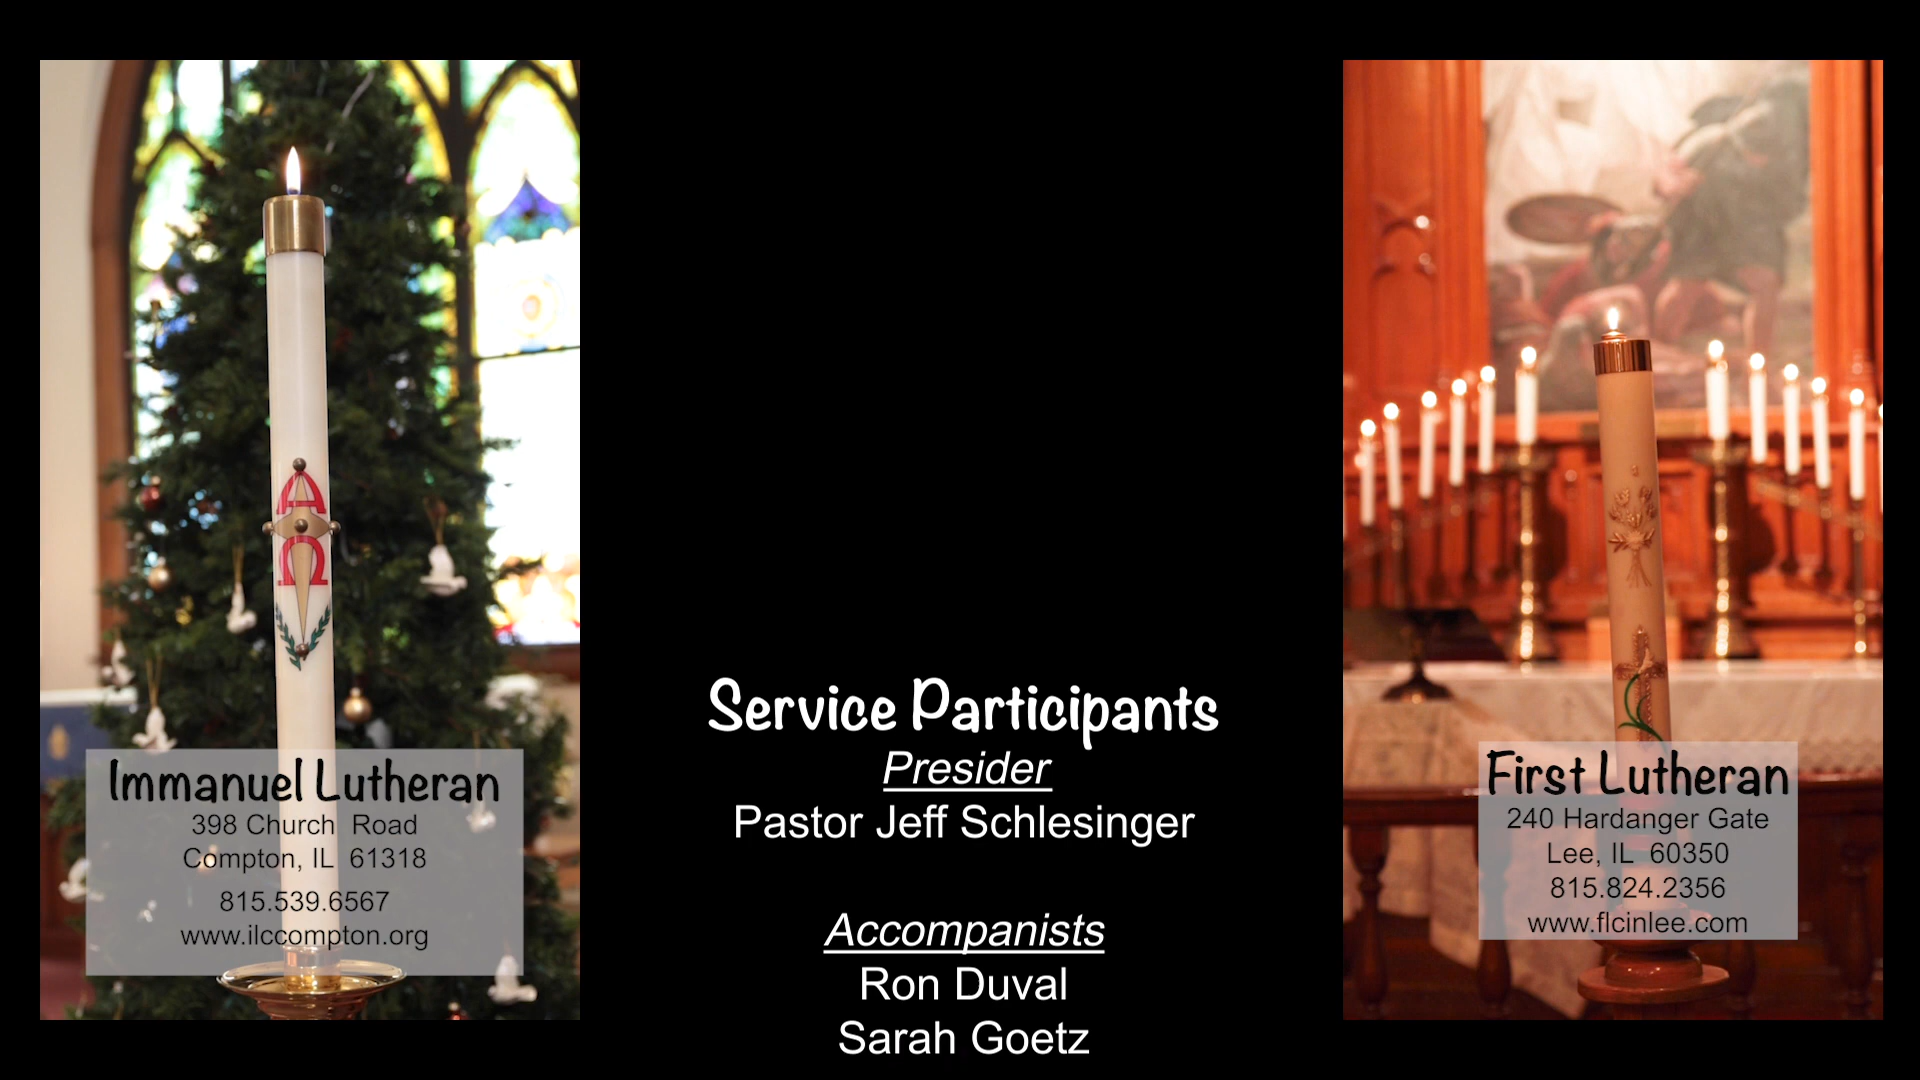 Immanuel Lutheran
398 Church Road
Compton, IL 61318
815.539.6567
www.ilccompton.org
Service Participants
Presider
Pastor Jeff Schlesinger
Accompanists
Ron Duval
Sarah Goetz
First Lutheran
240 Hardanger Gate
Lee, IL 60350
815.824.2356
www.flcinlee.com
Α
Ω